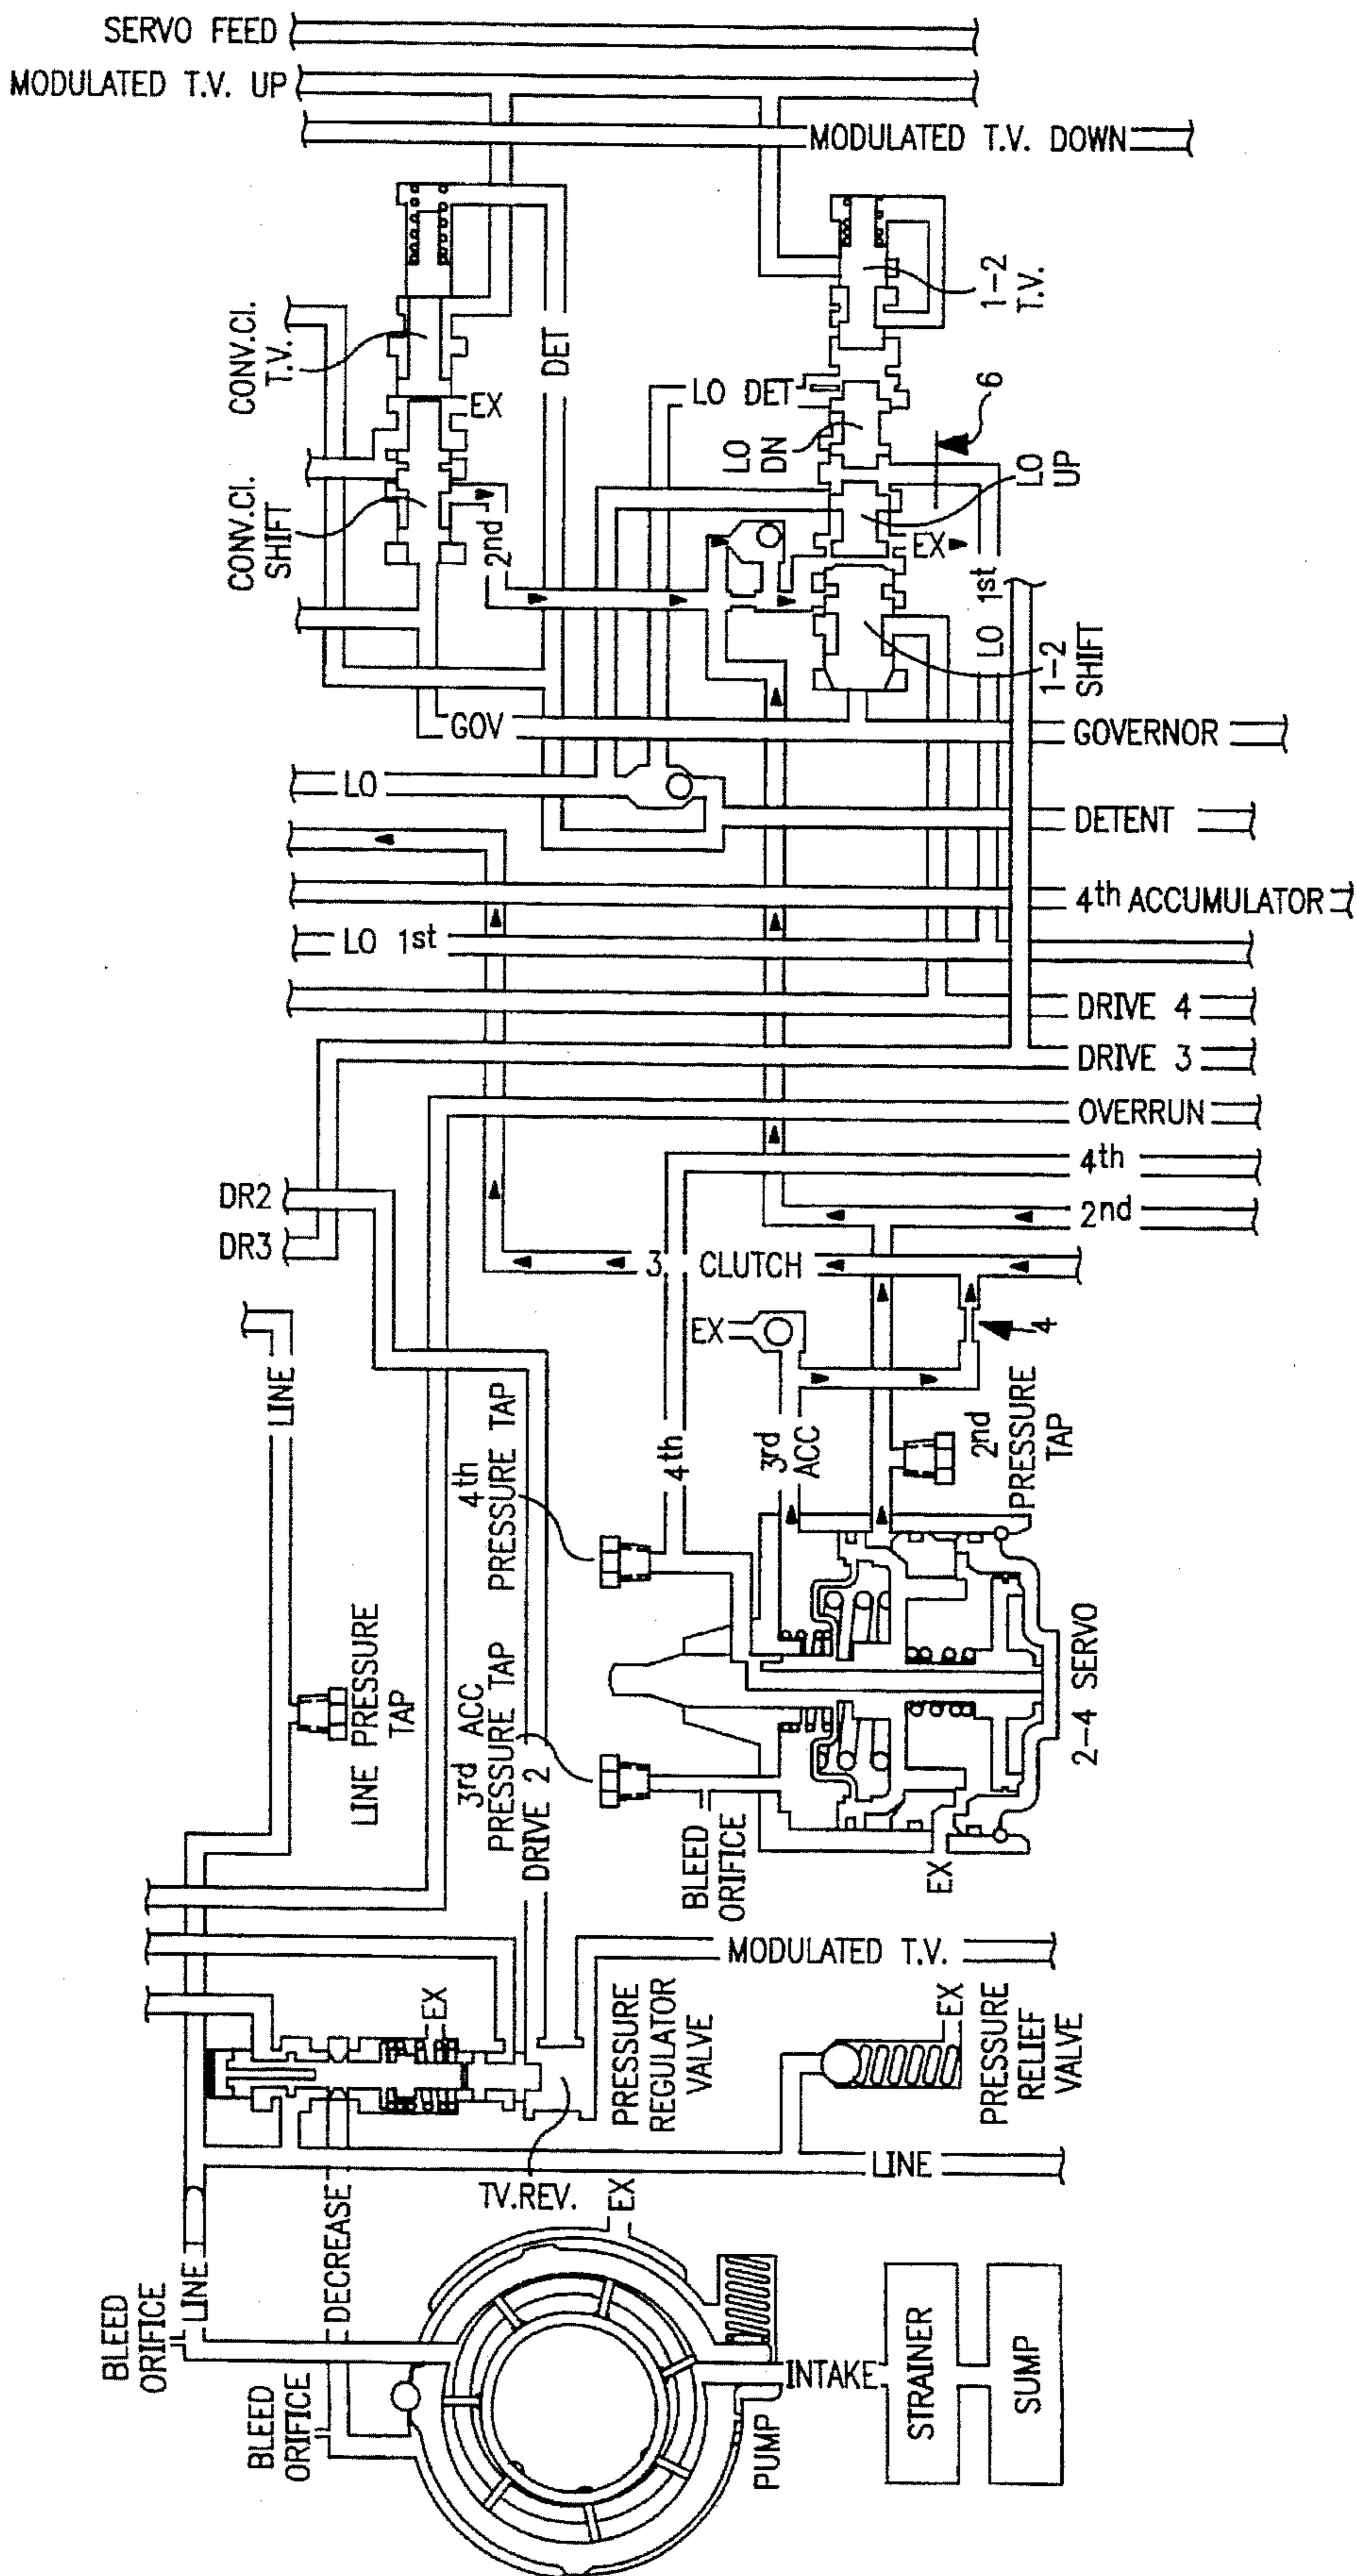 SERVO FEED
MODULATED T.V. UP
MODULATED T.V. DOWN
CONV.Cl.
T.V.
CONV.Cl.
SHIFT
EX
DET
1-2
T.V.
LO DET
LO
DN
6
LO
UP
EX
2nd
LO 1st
1-2
SHIFT
GOV
GOVERNOR
LO
DETENT
4th ACCUMULATOR
LO 1st
DRIVE 4
DRIVE 3
OVERRUN
4th
2nd
DR2
DR3
3 CLUTCH
EX
4
LINE
4th
PRESSURE TAP
4th
3rd
ACC
2nd
PRESSURE
TAP
LINE PRESSURE
TAP
3rd ACC
PRESSURE TAP
DRIVE 2
BLEED
ORIFICE
EX
2-4 SERVO
MODULATED T.V.
EX
PRESSURE
REGULATOR
VALVE
EX
PRESSURE
RELIEF
VALVE
TV.REV.
LINE
BLEED
ORIFICE
LINE
DECREASE
EX
BLEED
ORIFICE
PUMP
INTAKE
STRAINER
SUMP